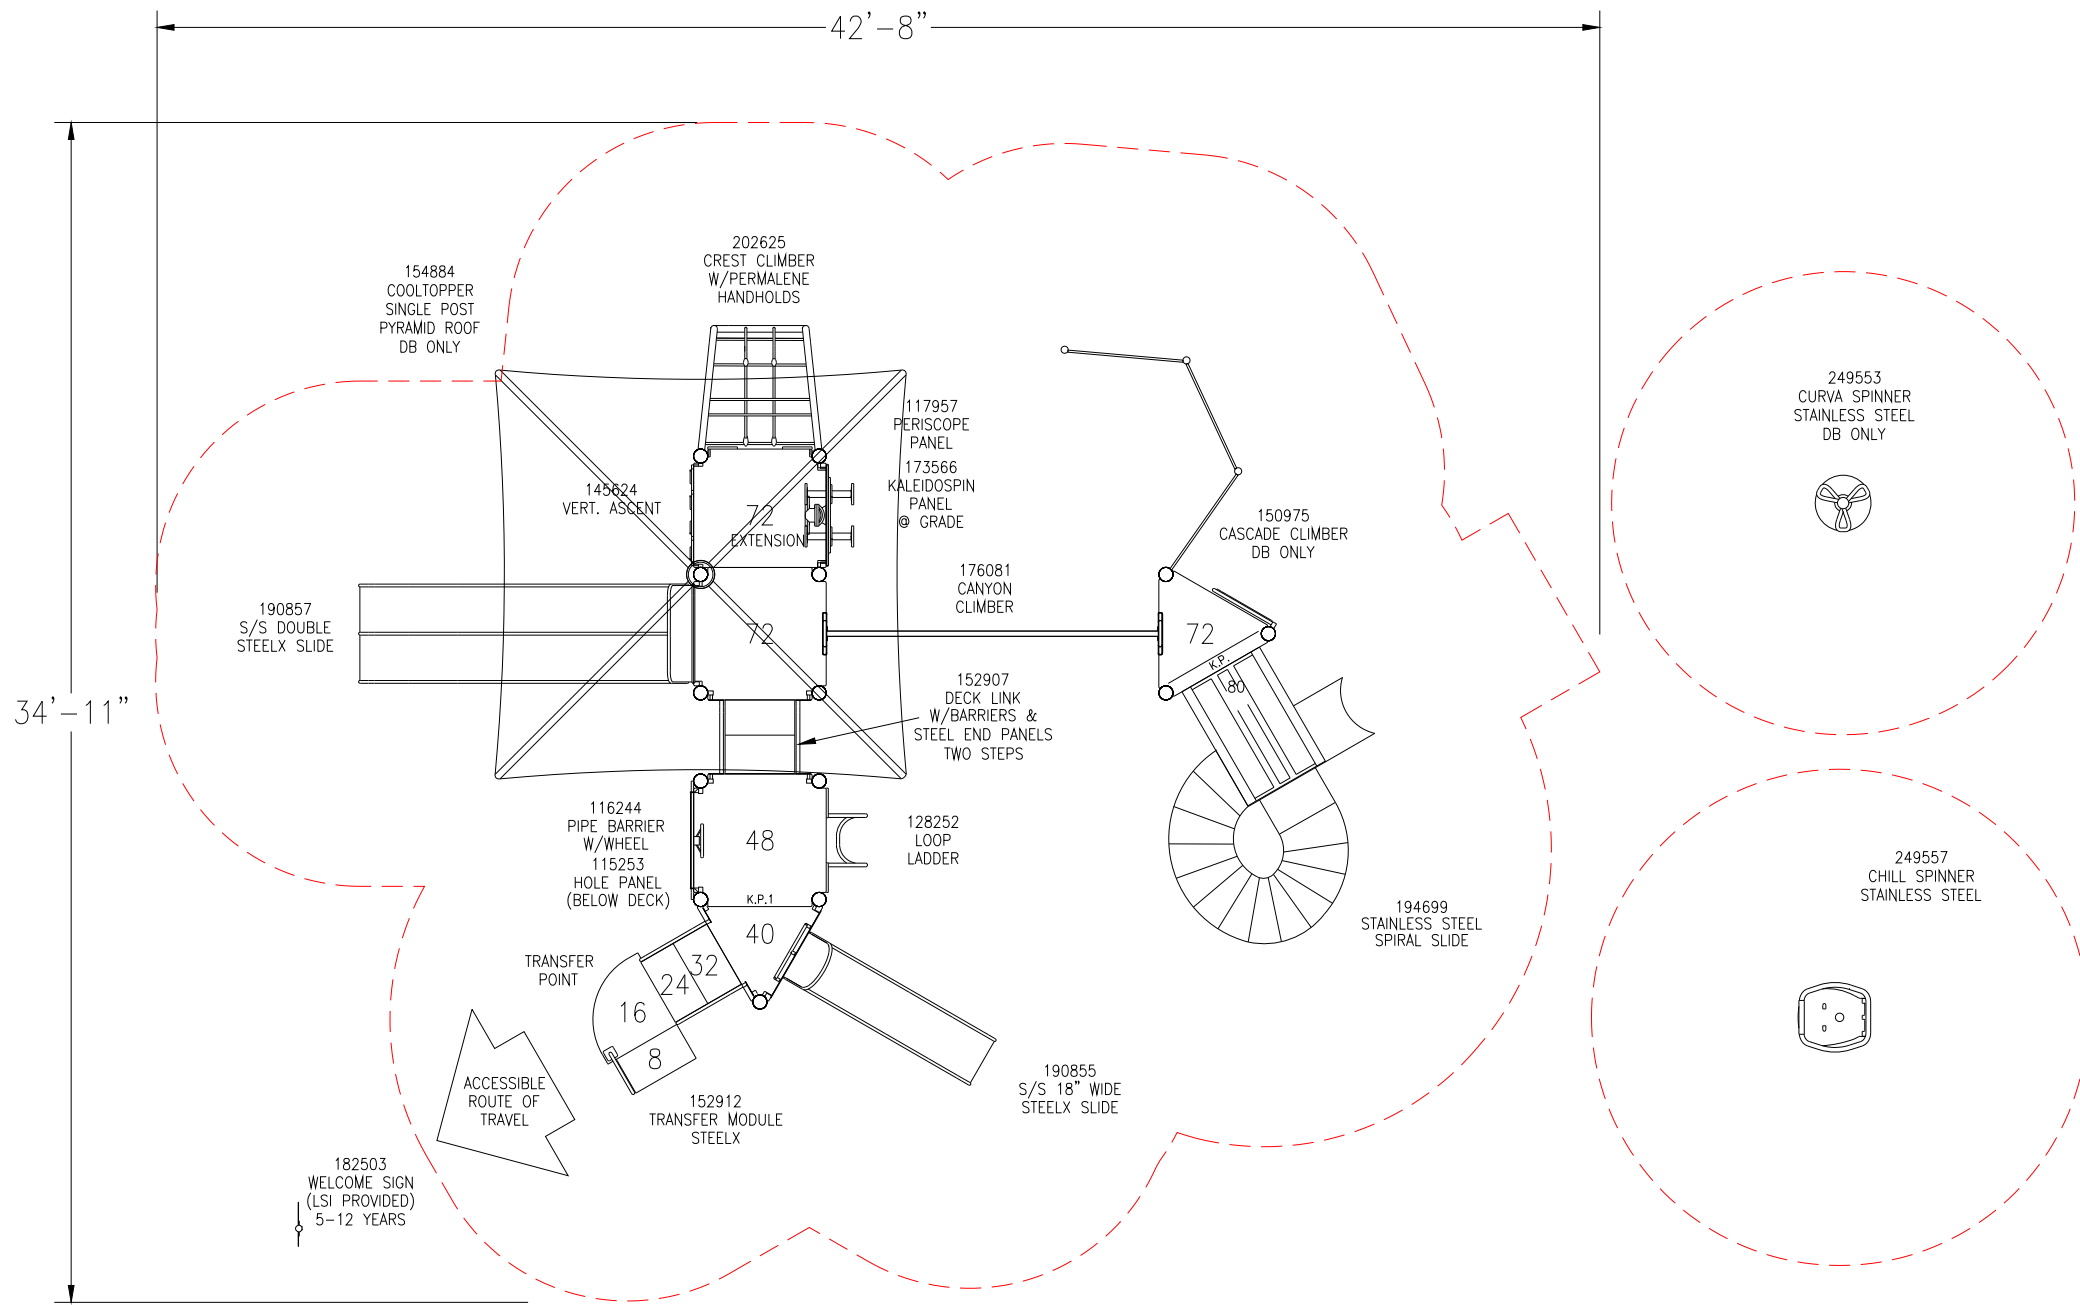 42'-8"
34'-11"
202625
CREST CLIMBER
W/PERMALENE
HANDHOLDS
154884
COOLTOPPER
SINGLE POST
PYRAMID ROOF
DB ONLY
117957
PERISCOPE
PANEL
173566
KALEIDOSPIN
PANEL
@ GRADE
145624
VERT. ASCENT
72
EXTENSION
249553
CURVA SPINNER
STAINLESS STEEL
DB ONLY
150975
CASCADE CLIMBER
DB ONLY
176081
CANYON
CLIMBER
190857
S/S DOUBLE
STEELX SLIDE
72
72
K.P.
80
152907
DECK LINK
W/BARRIERS &
STEEL END PANELS
TWO STEPS
116244
PIPE BARRIER
W/WHEEL
115253
HOLE PANEL
(BELOW DECK)
48
128252
LOOP
LADDER
K.P.1
40
249557
CHILL SPINNER
STAINLESS STEEL
194699
STAINLESS STEEL
SPIRAL SLIDE
TRANSFER
POINT
32
24
16
8
ACCESSIBLE
ROUTE OF
TRAVEL
152912
TRANSFER MODULE
STEELX
190855
S/S 18" WIDE
STEELX SLIDE
182503
WELCOME SIGN
(LSI PROVIDED)
5-12 YEARS